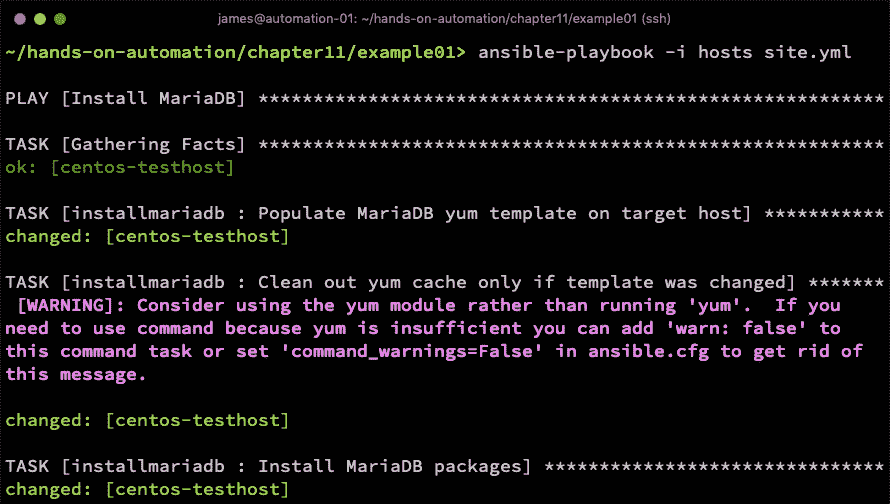 james@automation-01: ~/hands-on-automation/chapter11/example01 (ssh)
~/hands-on-automation/chapter11/example01> ansible-playbook -i hosts site.yml
PLAY [Install MariaDB] *********************************************************
TASK [Gathering Facts] *********************************************************
ok: [centos-testhost]
TASK [installmariadb : Populate MariaDB yum template on target host] ***********
changed: [centos-testhost]
TASK [installmariadb : Clean out yum cache only if template was changed] *******
[WARNING]: Consider using the yum module rather than running 'yum'.  If you
need to use command because yum is insufficient you can add 'warn: false' to
this command task or set 'command_warnings=False' in ansible.cfg to get rid of
this message.
changed: [centos-testhost]
TASK [installmariadb : Install MariaDB packages] *******************************
changed: [centos-testhost]